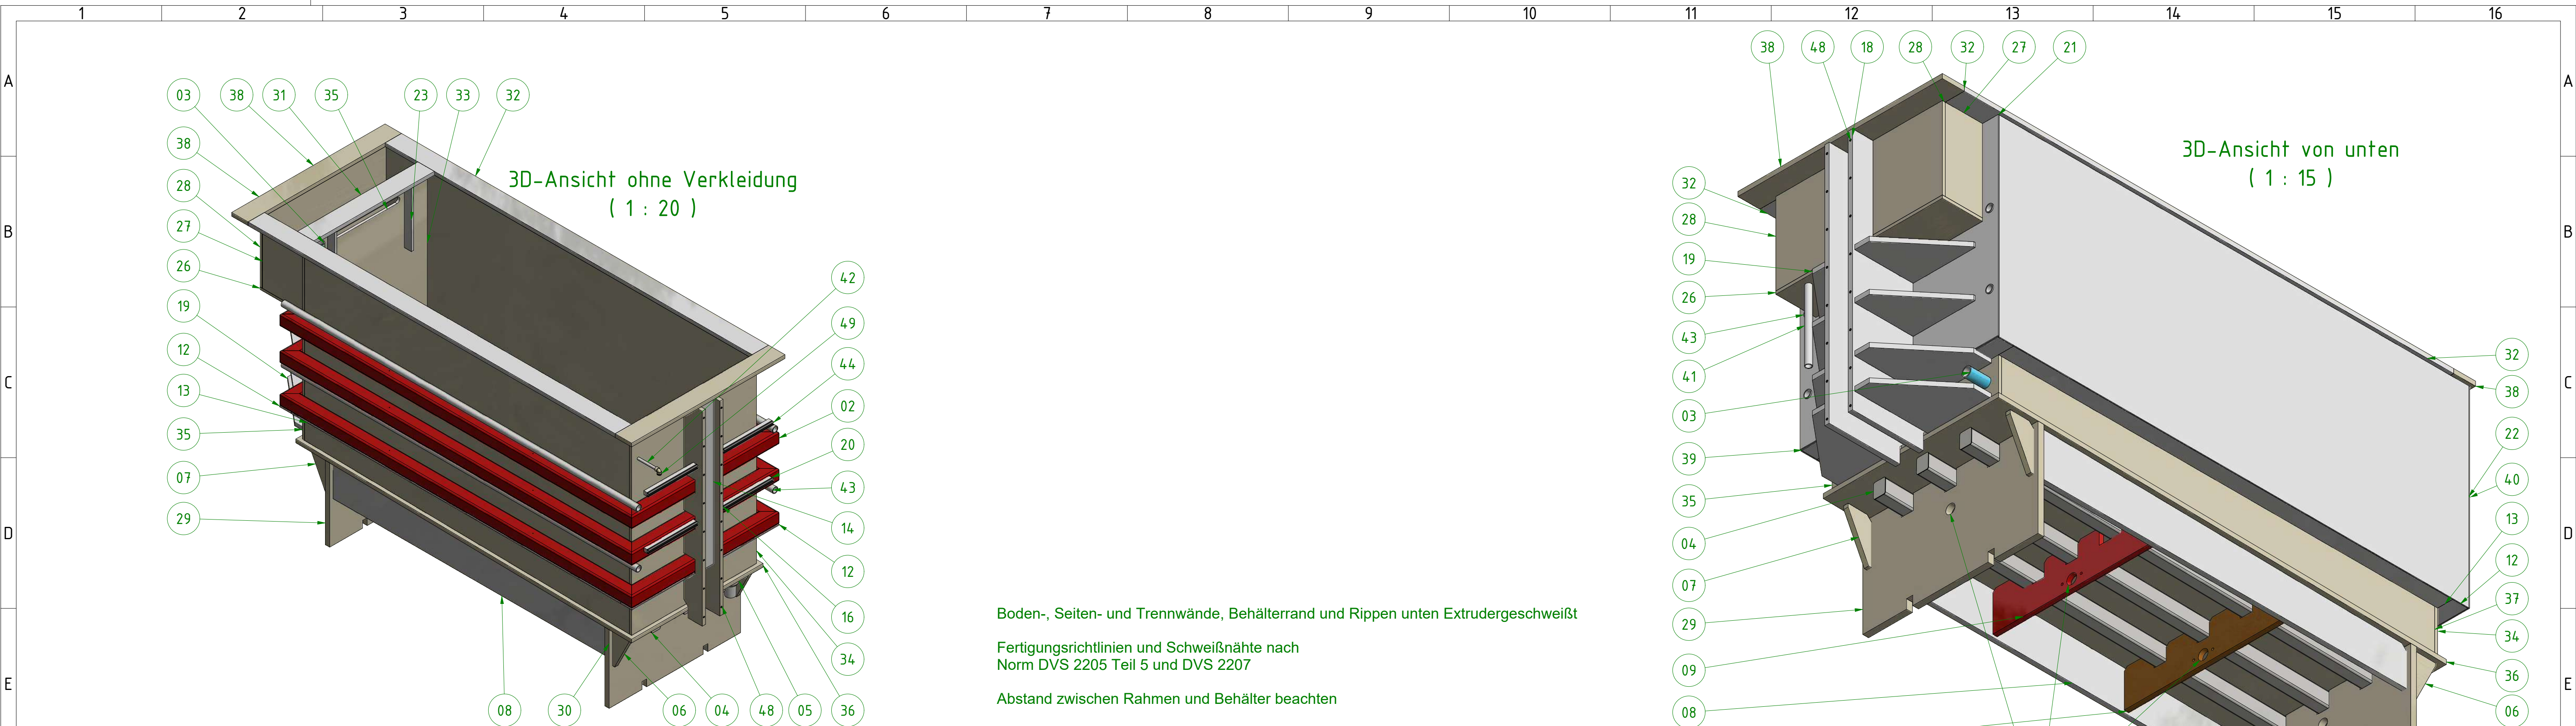 1 2 3 4 5 6 7 8 9 10 11 12 13 14 15 16
A A
38 48 18 28 32 27 21
03 38 31 35 23 33 32
38
3D-Ansicht ohne Verkleidung
( 1 : 20 )
3D-Ansicht von unten
( 1 : 15 )
28
32
27
28
B B
26
19
42
26
19
49
43
12
44
32
41
C C
13
02
38
03
35
20
22
39
07
43
40
35
29
14
13
D D
04
12
12
07
16
37
29
34
34
09
36
E E
08 30 06 04 48 05 36
08
06
Boden-, Seiten- und Trennwände, Behälterrand und Rippen unten Extrudergeschweißt
Fertigungsrichtlinien und Schweißnähte nach
Norm DVS 2205 Teil 5 und DVS 2207
Abstand zwischen Rahmen und Behälter beachten